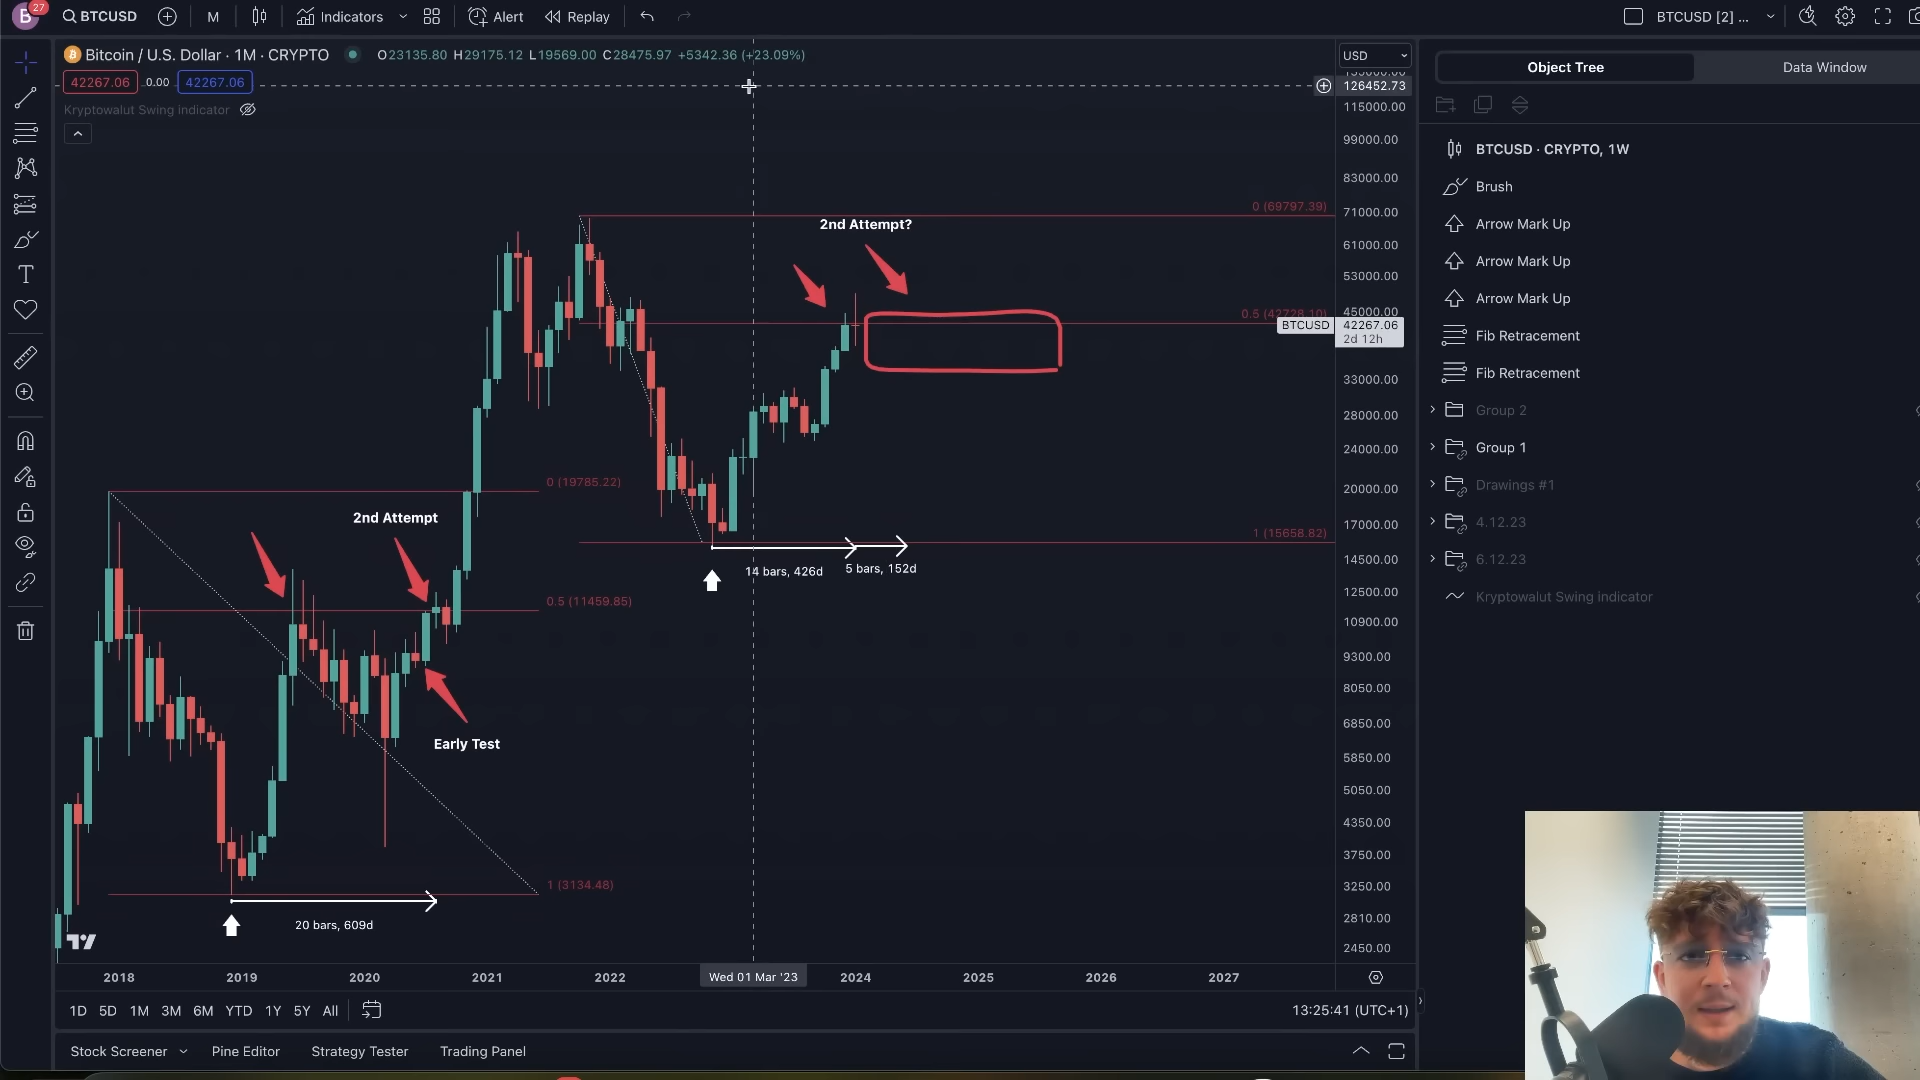 B
27
BTCUSD
M
Indicators
Alert
Replay
BTCUSD [2] ...
Bitcoin / U.S. Dollar · 1M · CRYPTO
O23135.80 H29175.12 L19569.00 C28475.97 +5342.36 (+23.09%)
USD
42267.06
0.00
42267.06
Kryptowalut Swing indicator
126452.73
115000.00
99000.00
83000.00
71000.00
61000.00
53000.00
45000.00
BTCUSD
42267.06
2d 12h
33000.00
28000.00
24000.00
20000.00
17000.00
14500.00
12500.00
10900.00
9300.00
8050.00
6850.00
5850.00
5050.00
4350.00
3750.00
3250.00
2810.00
2450.00
0 (69797.39)
2nd Attempt?
0.5 (42728.10)
0 (19785.22)
2nd Attempt
1 (15658.82)
14 bars, 426d
5 bars, 152d
0.5 (11459.85)
Early Test
1 (3134.48)
20 bars, 609d
2018
2019
2020
2021
2022
Wed 01 Mar '23
2024
2025
2026
2027
1D
5D
1M
3M
6M
YTD
1Y
5Y
All
13:25:41 (UTC+1)
Stock Screener
Pine Editor
Strategy Tester
Trading Panel
Object Tree
Data Window
BTCUSD · CRYPTO, 1W
Brush
Arrow Mark Up
Arrow Mark Up
Arrow Mark Up
Fib Retracement
Fib Retracement
Group 2
Group 1
Drawings #1
4.12.23
6.12.23
Kryptowalut Swing indicator